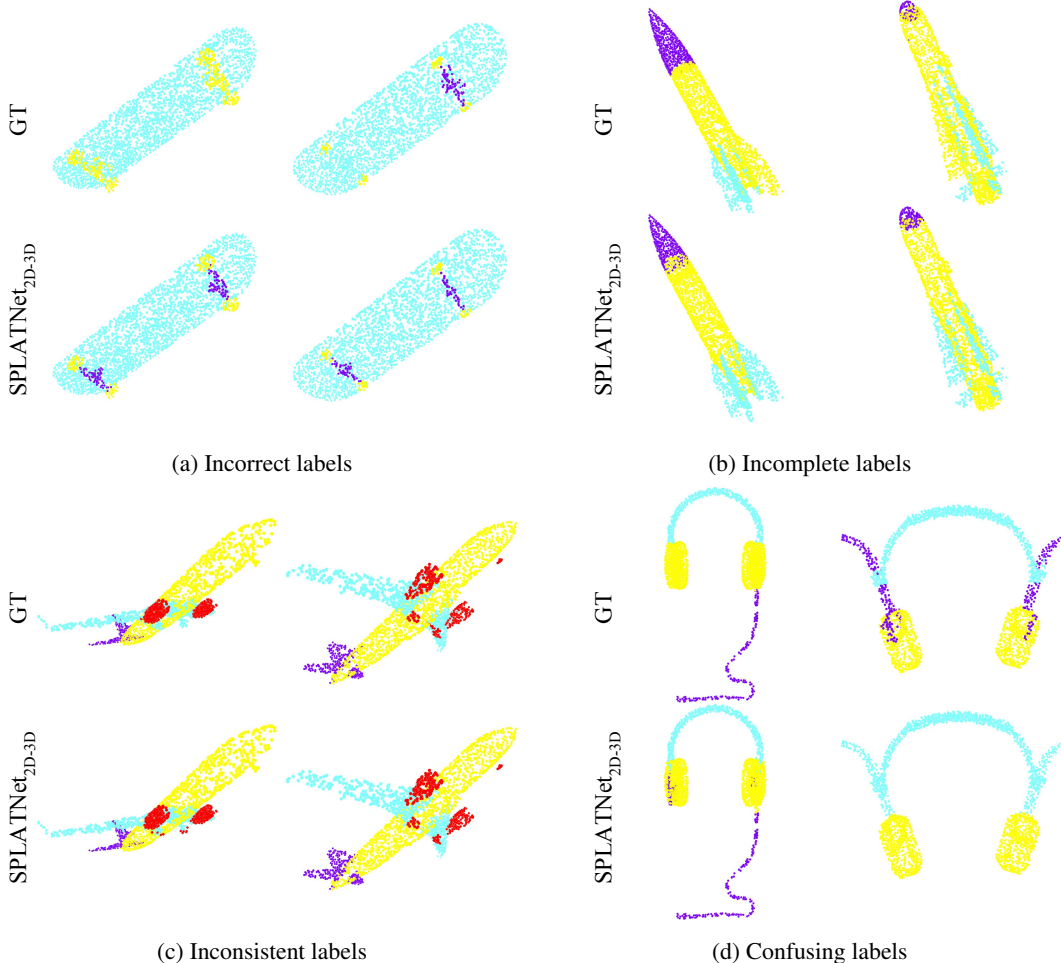 GT
GT
SPLATNet2D-3D
SPLATNet2D-3D
(a) Incorrect labels
(b) Incomplete labels
GT
GT
SPLATNet2D-3D
SPLATNet2D-3D
(c) Inconsistent labels
(d) Confusing labels